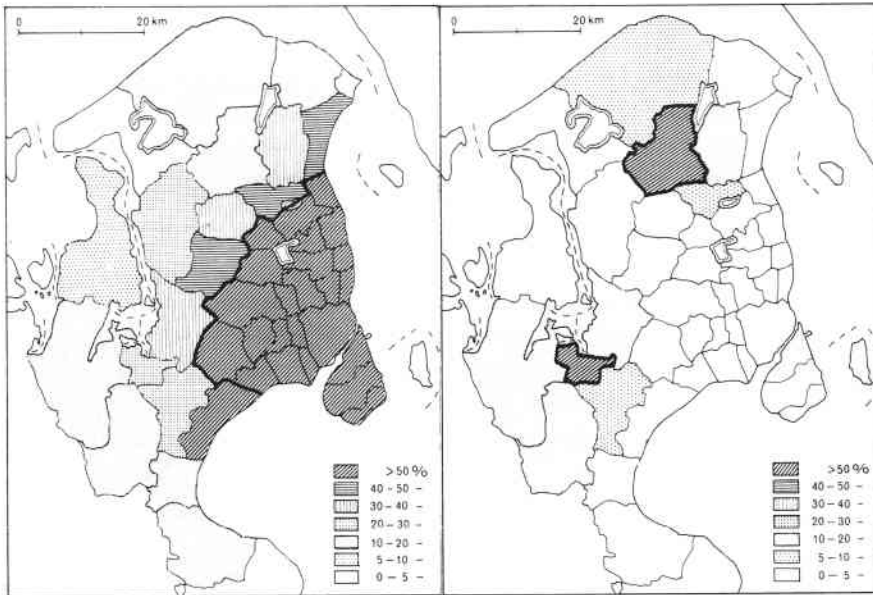 0 20 km
>50 %
40 – 50 –
30 – 40 –
20 – 30 –
10 – 20 –
5 – 10 –
0 – 5 –
0 20 km
>50 %
40 – 50 –
30 – 40 –
20 – 30 –
10 – 20 –
5 – 10 –
0 – 5 –